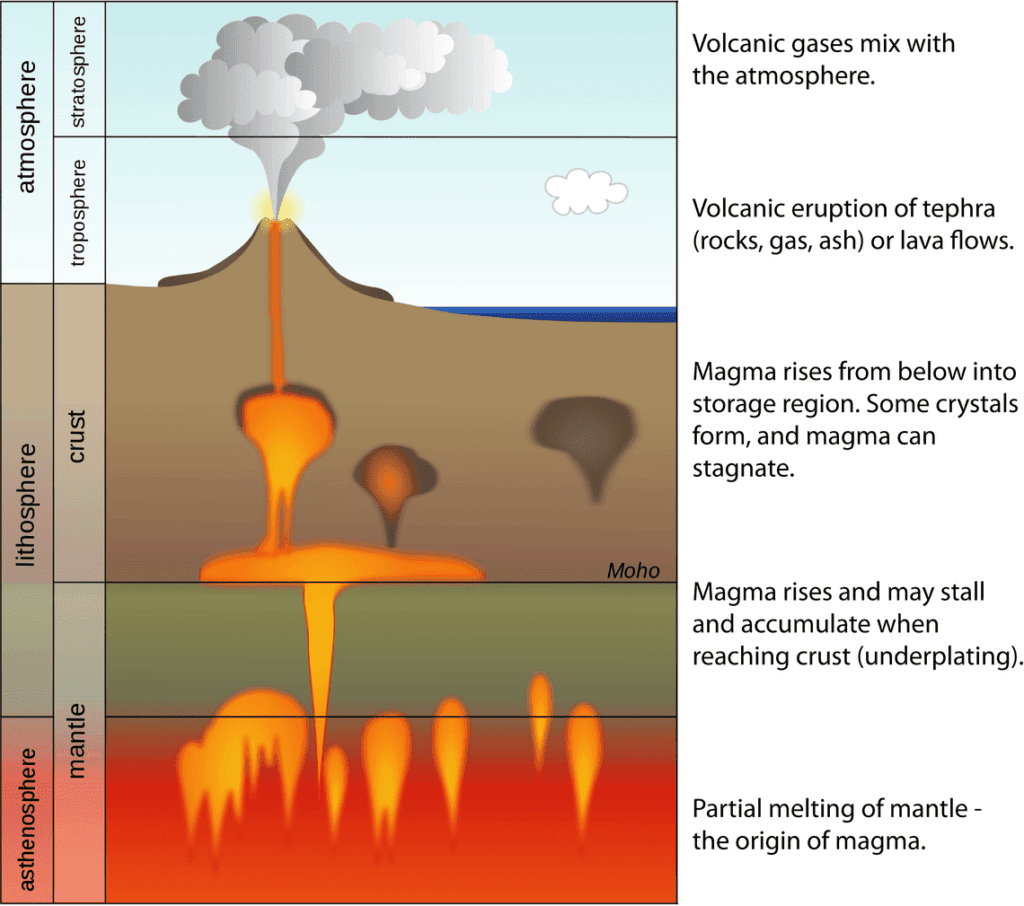 atmosphere
stratosphere
troposphere
lithosphere
crust
mantle
asthenosphere
Moho
Volcanic gases mix with
the atmosphere.
Volcanic eruption of tephra
(rocks, gas, ash) or lava flows.
Magma rises from below into
storage region. Some crystals
form, and magma can
stagnate.
Magma rises and may stall
and accumulate when
reaching crust (underplating).
Partial melting of mantle -
the origin of magma.